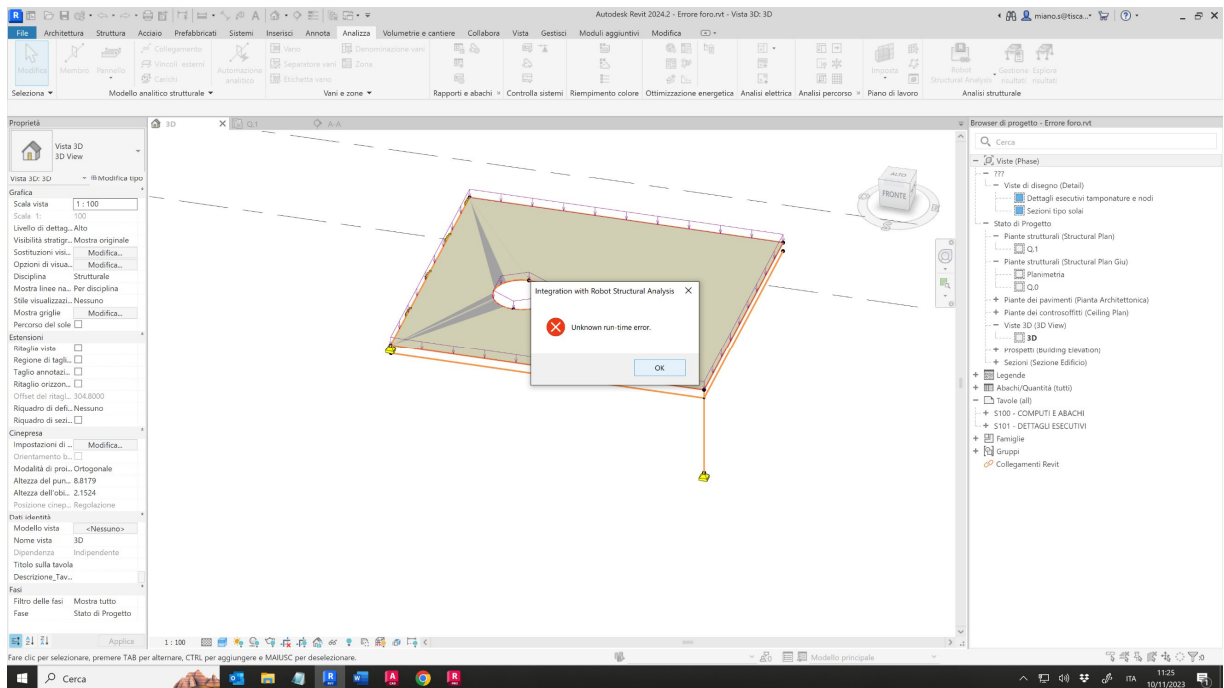 Autodesk Revit 2024.2 - Errore foro.rvt - Vista 3D: 3D
miano.s@tisca...
File Architettura Struttura Acciaio Prefabbricati Sistemi Inserisci Annota Analizza Volumetrie e cantiere Collabora Vista Gestisci Moduli aggiuntivi Modifica
Collegamento Vano Denominazione vani
Vincoli esterni Separatore vani Zona
Modifica Membro Pannello Automazione analitico Imposta Robot Structural Analysis Gestione risultati Esplora risultati
Carichi Etichetta vano
Seleziona Modello analitico strutturale Vani e zone Rapporti e abachi Controlla sistemi Riempimento colore Ottimizzazione energetica Analisi elettrica Analisi percorso Piano di lavoro Analisi strutturale
Proprietà
Vista 3D
3D View
Vista 3D: 3D Modifica tipo
Grafica
Scala vista 1 : 100
Scala 1: 100
Livello di dettag... Alto
Visibilità stratigr... Mostra originale
Sostituzioni visi... Modifica...
Opzioni di visua... Modifica...
Disciplina Strutturale
Mostra linee na... Per disciplina
Stile visualizzazi... Nessuno
Mostra griglie Modifica...
Percorso del sole
Estensioni
Ritaglia vista
Regione di tagli...
Taglio annotazi...
Ritaglio orizzon...
Offset del ritagl... 304.8000
Riquadro di defi... Nessuno
Riquadro di sezi...
Cinepresa
Impostazioni di ... Modifica...
Orientamento b...
Modalità di proi... Ortogonale
Altezza del pun... 8.8179
Altezza dell'obi... 2.1524
Posizione cinep... Regolazione
Dati identità
Modello vista <Nessuno>
Nome vista 3D
Dipendenza Indipendente
Titolo sulla tavola
Descrizione_Tav...
Fasi
Filtro delle fasi Mostra tutto
Fase Stato di Progetto
Applica
3D Q.1 A-A
ALTO
FRONTE
S
Integration with Robot Structural Analysis
Unknown run-time error.
OK
1 : 100
Browser di progetto - Errore foro.rvt
Cerca
Viste (Phase)
???
Viste di disegno (Detail)
Dettagli esecutivi tamponature e nodi
Sezioni tipo solai
Stato di Progetto
Piante strutturali (Structural Plan)
Q.1
Piante strutturali (Structural Plan Giu)
Planimetria
Q.0
Piante dei pavimenti (Pianta Architettonica)
Piante dei controsoffitti (Ceiling Plan)
Viste 3D (3D View)
3D
Prospetti (Building Elevation)
Sezioni (Sezione Edificio)
Legende
Abachi/Quantità (tutti)
Tavole (all)
S100 - COMPUTI E ABACHI
S101 - DETTAGLI ESECUTIVI
Famiglie
Gruppi
Collegamenti Revit
Fare clic per selezionare, premere TAB per alternare, CTRL per aggiungere e MAIUSC per deselezionare.
Modello principale
Cerca
ITA
11:25
10/11/2023